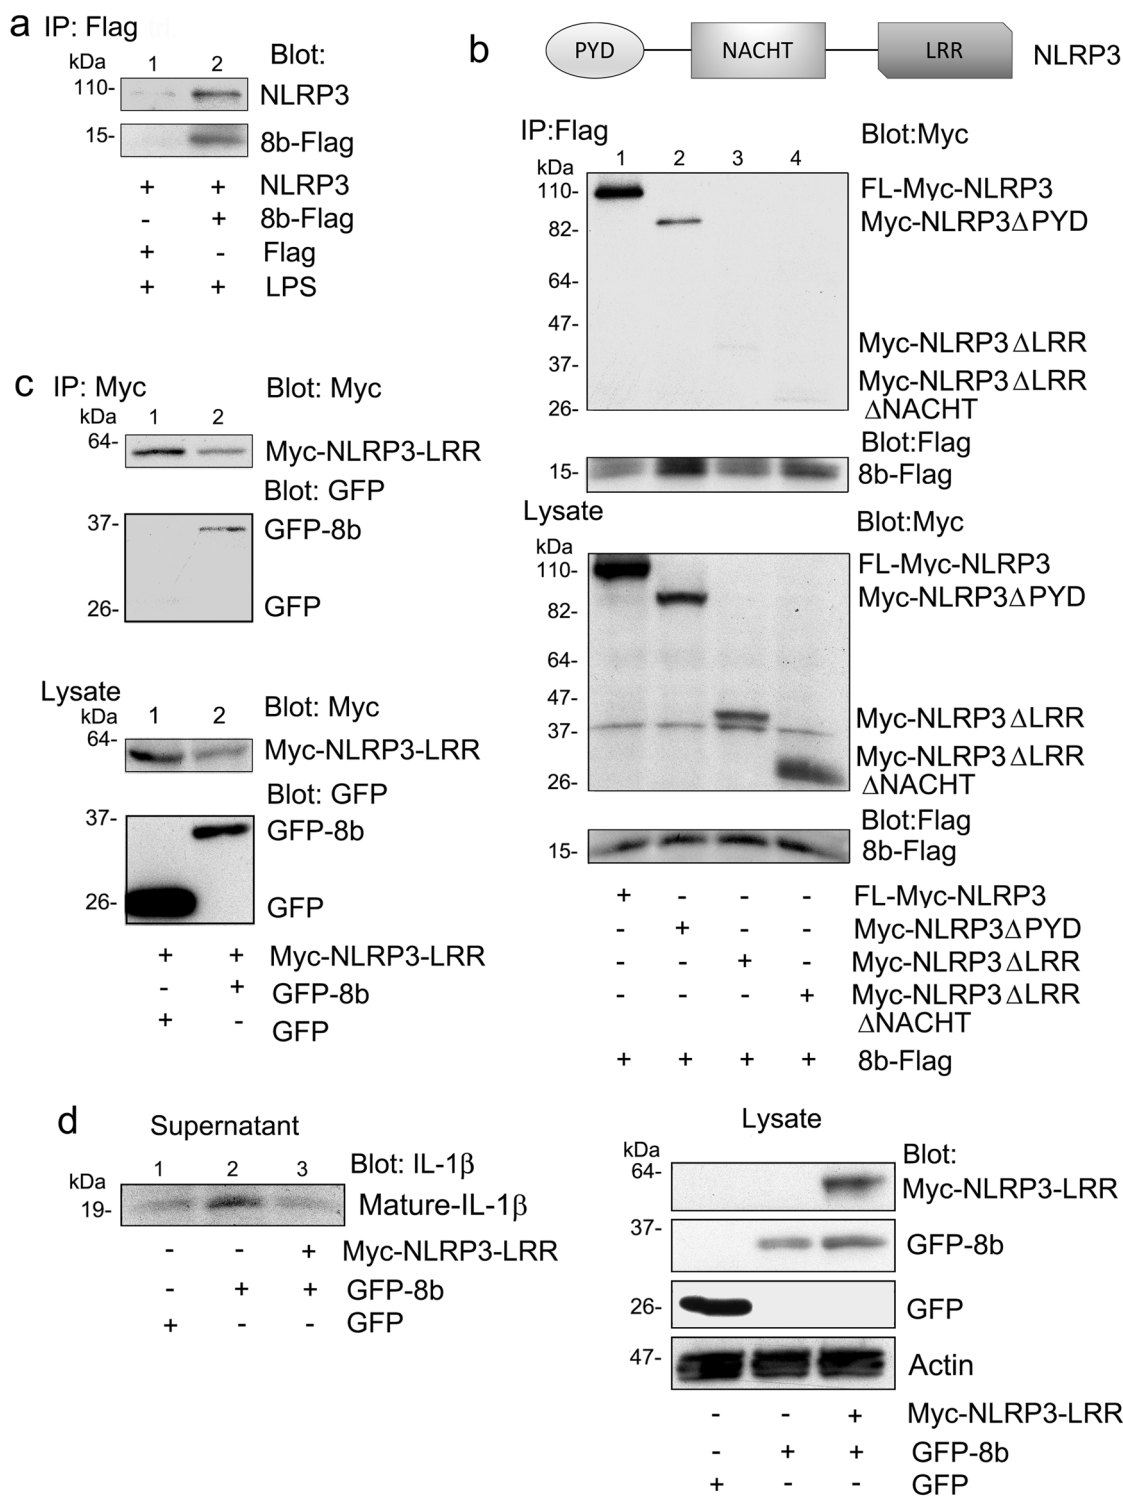 a IP: Flag
kDa 1 2 Blot:
110- NLRP3
15- 8b-Flag
+ + NLRP3
- + 8b-Flag
+ - Flag
+ + LPS
b PYD NACHT LRR NLRP3
IP:Flag Blot:Myc
kDa 1 2 3 4
110- FL-Myc-NLRP3
82- Myc-NLRP3ΔPYD
64-
47- Myc-NLRP3ΔLRR
37- Myc-NLRP3ΔLRR
26- ΔNACHT
Blot:Flag
15- 8b-Flag
Lysate Blot:Myc
kDa
110- FL-Myc-NLRP3
82- Myc-NLRP3ΔPYD
64-
47- Myc-NLRP3ΔLRR
37- Myc-NLRP3ΔLRR
26- ΔNACHT
Blot:Flag
15- 8b-Flag
+ - - - FL-Myc-NLRP3
- + - - Myc-NLRP3ΔPYD
- - + - Myc-NLRP3ΔLRR
- - - + Myc-NLRP3ΔLRR
ΔNACHT
+ + + + 8b-Flag
c IP: Myc Blot: Myc
kDa 1 2
64- Myc-NLRP3-LRR
Blot: GFP
37- GFP-8b
26- GFP
Lysate
kDa 1 2 Blot: Myc
64- Myc-NLRP3-LRR
Blot: GFP
37- GFP-8b
26- GFP
+ + Myc-NLRP3-LRR
- + GFP-8b
+ - GFP
d Supernatant
kDa 1 2 3 Blot: IL-1β
19- Mature-IL-1β
- - + Myc-NLRP3-LRR
- + + GFP-8b
+ - - GFP
Lysate
kDa Blot:
64- Myc-NLRP3-LRR
37- GFP-8b
26- GFP
47- Actin
- - + Myc-NLRP3-LRR
- + + GFP-8b
+ - - GFP